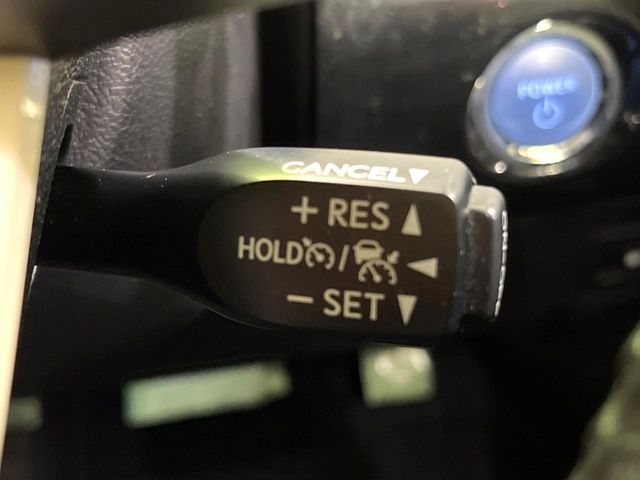 POWER
CANCEL▼
+ RES ▲
HOLD / ◀
− SET ▼